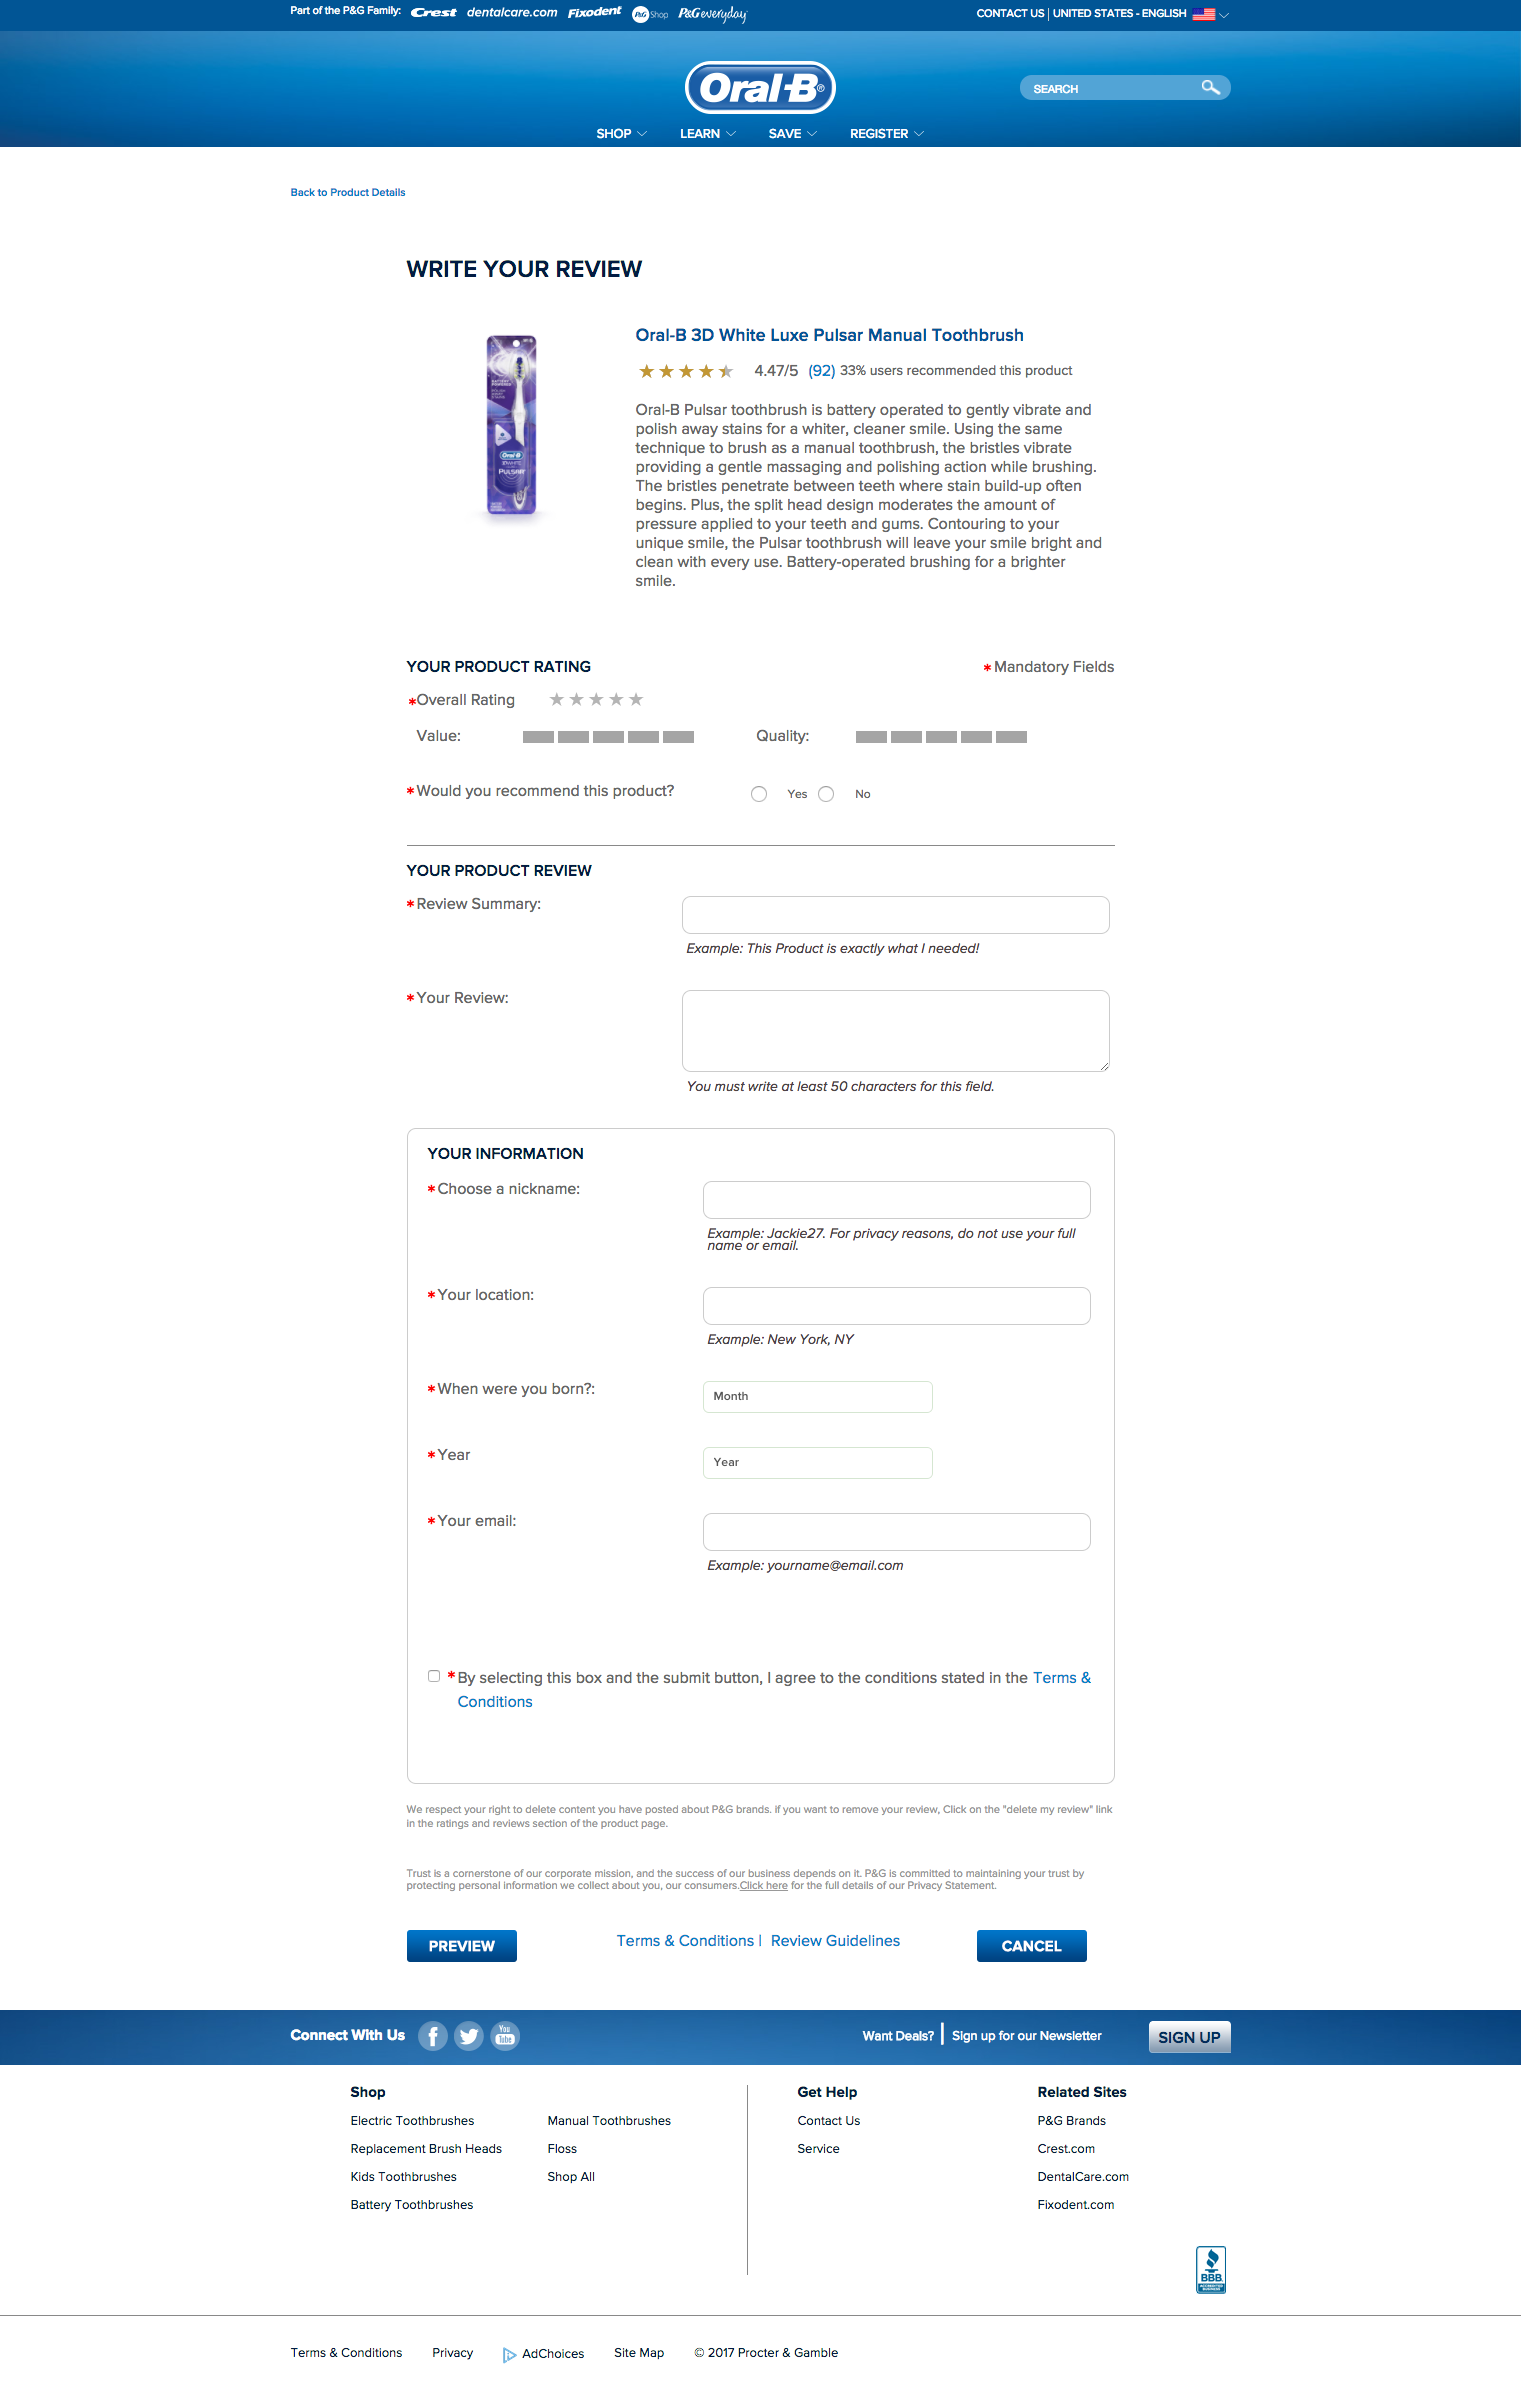 Part of the P&G Family: Crest dentalcare.com Fixodent P&G Shop P&G everyday
CONTACT US | UNITED STATES - ENGLISH
Oral-B®
SEARCH
SHOP LEARN SAVE REGISTER
Back to Product Details
WRITE YOUR REVIEW
Oral-B
PULSAR
Oral-B 3D White Luxe Pulsar Manual Toothbrush
4.47/5 (92) 33% users recommended this product
Oral-B Pulsar toothbrush is battery operated to gently vibrate and
polish away stains for a whiter, cleaner smile. Using the same
technique to brush as a manual toothbrush, the bristles vibrate
providing a gentle massaging and polishing action while brushing.
The bristles penetrate between teeth where stain build-up often
begins. Plus, the split head design moderates the amount of
pressure applied to your teeth and gums. Contouring to your
unique smile, the Pulsar toothbrush will leave your smile bright and
clean with every use. Battery-operated brushing for a brighter
smile.
YOUR PRODUCT RATING
* Mandatory Fields
*Overall Rating
Value:
Quality:
*Would you recommend this product?
Yes No
YOUR PRODUCT REVIEW
*Review Summary:
Example: This Product is exactly what I needed!
*Your Review:
You must write at least 50 characters for this field.
YOUR INFORMATION
*Choose a nickname:
Example: Jackie27. For privacy reasons, do not use your full
name or email.
*Your location:
Example: New York, NY
*When were you born?:
Month
*Year
Year
*Your email:
Example: yourname@email.com
*By selecting this box and the submit button, I agree to the conditions stated in the Terms &
Conditions
We respect your right to delete content you have posted about P&G brands. if you want to remove your review, Click on the "delete my review" link
in the ratings and reviews section of the product page.
Trust is a cornerstone of our corporate mission, and the success of our business depends on it. P&G is committed to maintaining your trust by
protecting personal information we collect about you, our consumers.Click here for the full details of our Privacy Statement.
PREVIEW
Terms & Conditions | Review Guidelines
CANCEL
Connect With Us
You Tube
Want Deals? | Sign up for our Newsletter
SIGN UP
Shop
Electric Toothbrushes
Replacement Brush Heads
Kids Toothbrushes
Battery Toothbrushes
Manual Toothbrushes
Floss
Shop All
Get Help
Contact Us
Service
Related Sites
P&G Brands
Crest.com
DentalCare.com
Fixodent.com
BBB
ACCREDITED
BUSINESS
Terms & Conditions Privacy AdChoices Site Map © 2017 Procter & Gamble